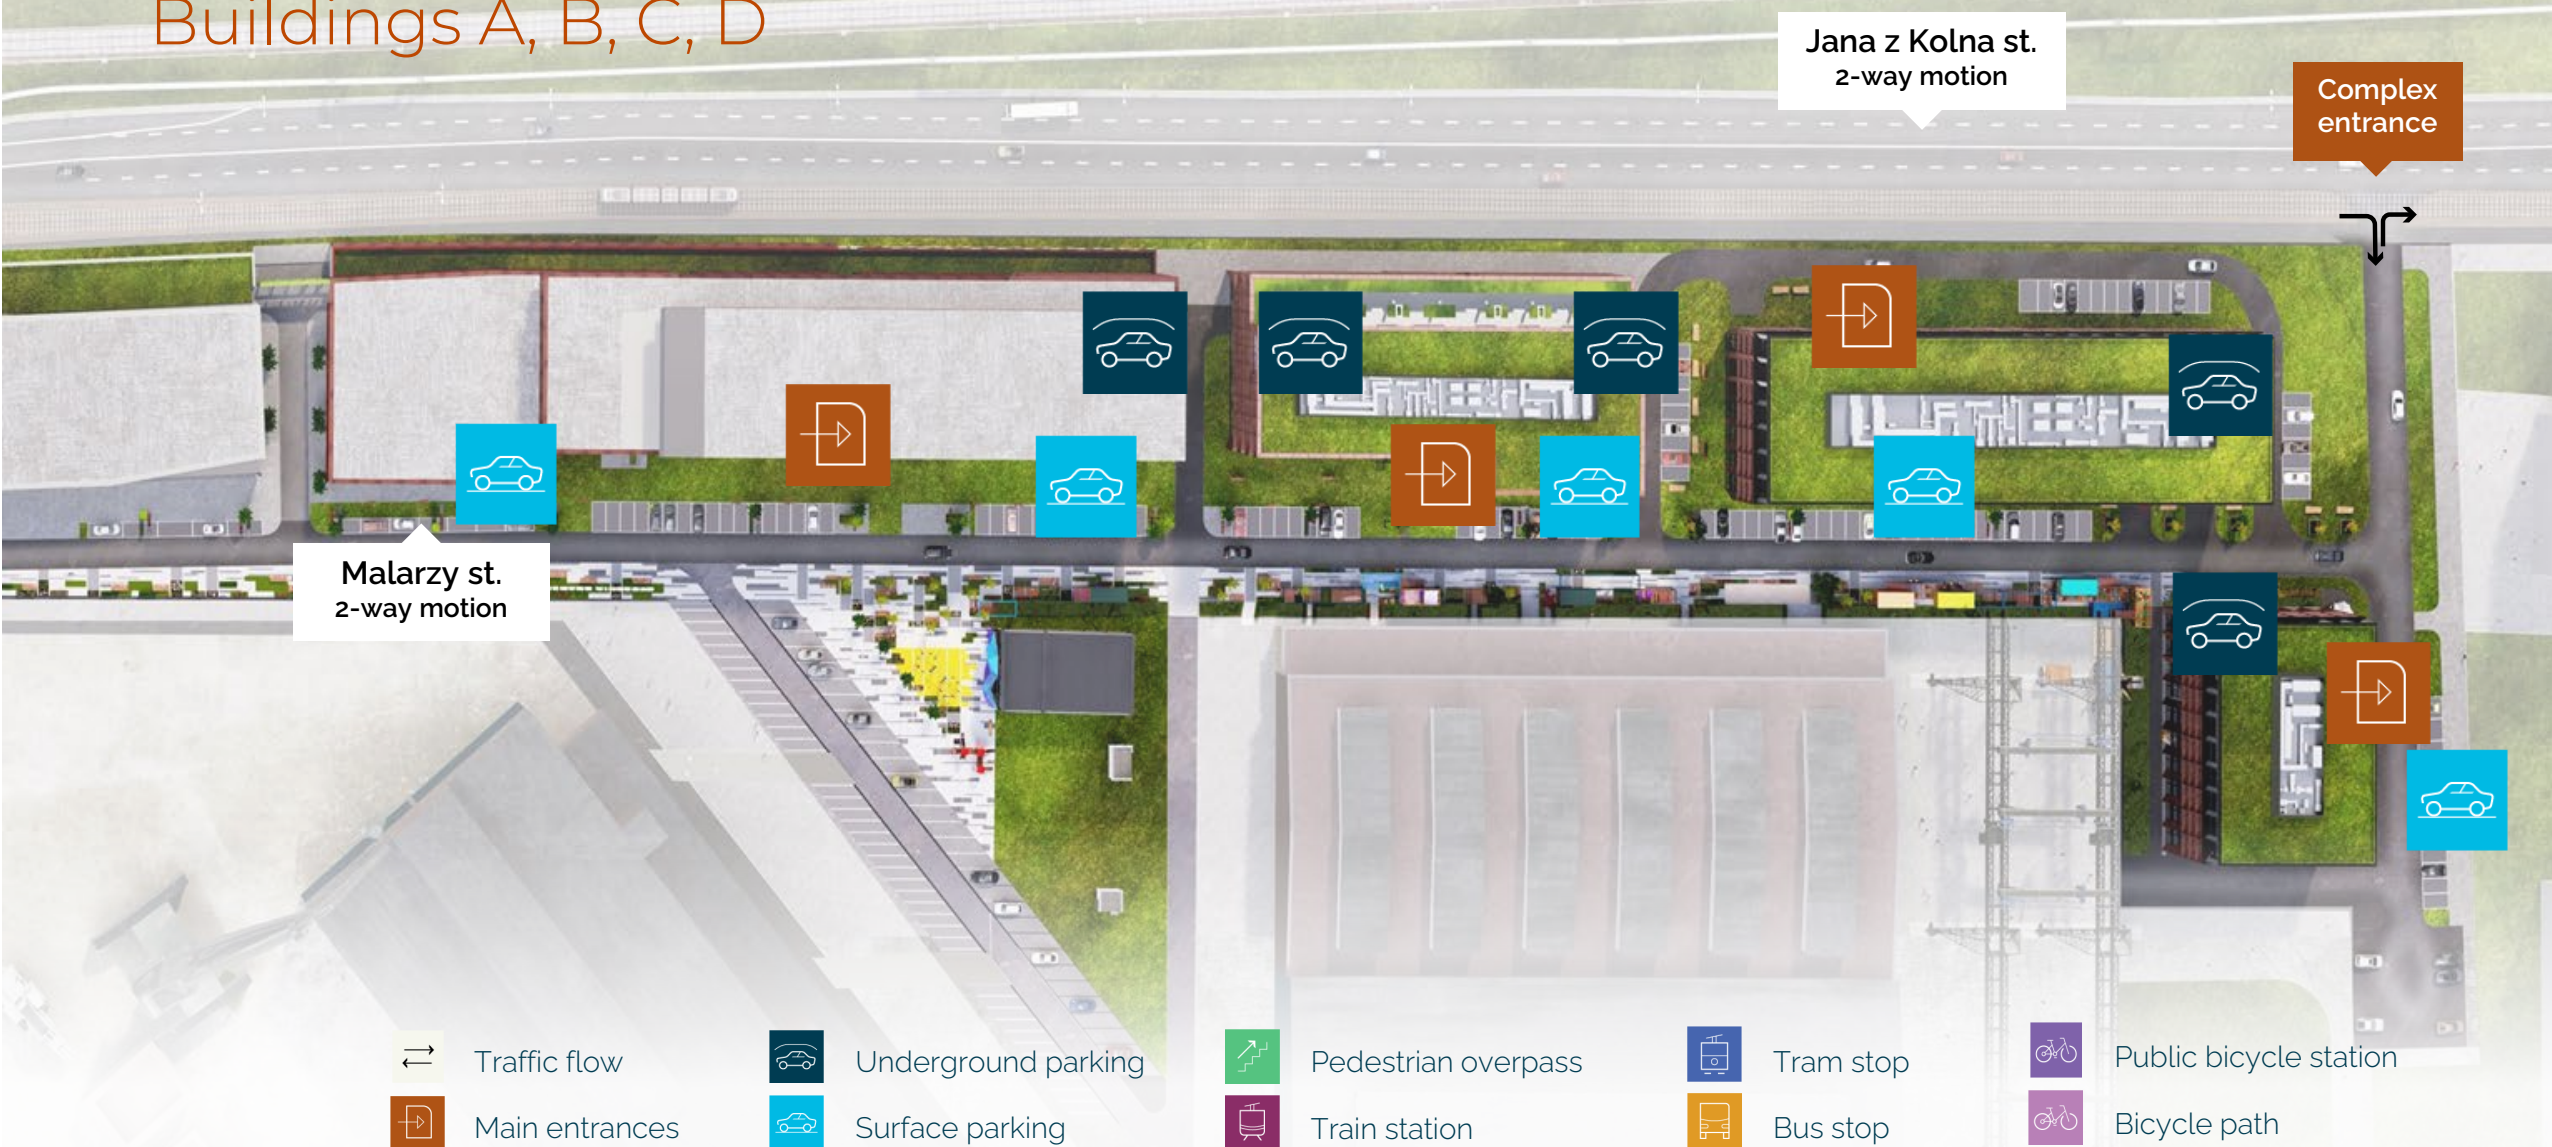 Buildings A, B, C, D
Jana z Kolna st.
2-way motion
Complex
entrance
Malarzy st.
2-way motion
Traffic flow
Underground parking
Pedestrian overpass
Tram stop
Public bicycle station
Main entrances
Surface parking
Train station
Bus stop
Bicycle path